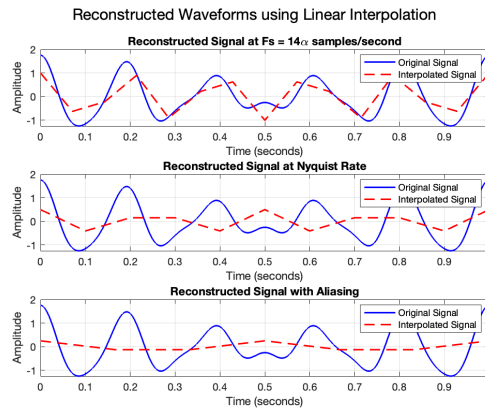 Reconstructed Waveforms using Linear Interpolation
Reconstructed Signal at Fs = 14α samples/second
Amplitude
2
1
0
-1
0 0.1 0.2 0.3 0.4 0.5 0.6 0.7 0.8 0.9
Time (seconds)
Original Signal
Interpolated Signal
Reconstructed Signal at Nyquist Rate
Amplitude
2
1
0
-1
0 0.1 0.2 0.3 0.4 0.5 0.6 0.7 0.8 0.9
Time (seconds)
Original Signal
Interpolated Signal
Reconstructed Signal with Aliasing
Amplitude
2
1
0
-1
0 0.1 0.2 0.3 0.4 0.5 0.6 0.7 0.8 0.9
Time (seconds)
Original Signal
Interpolated Signal